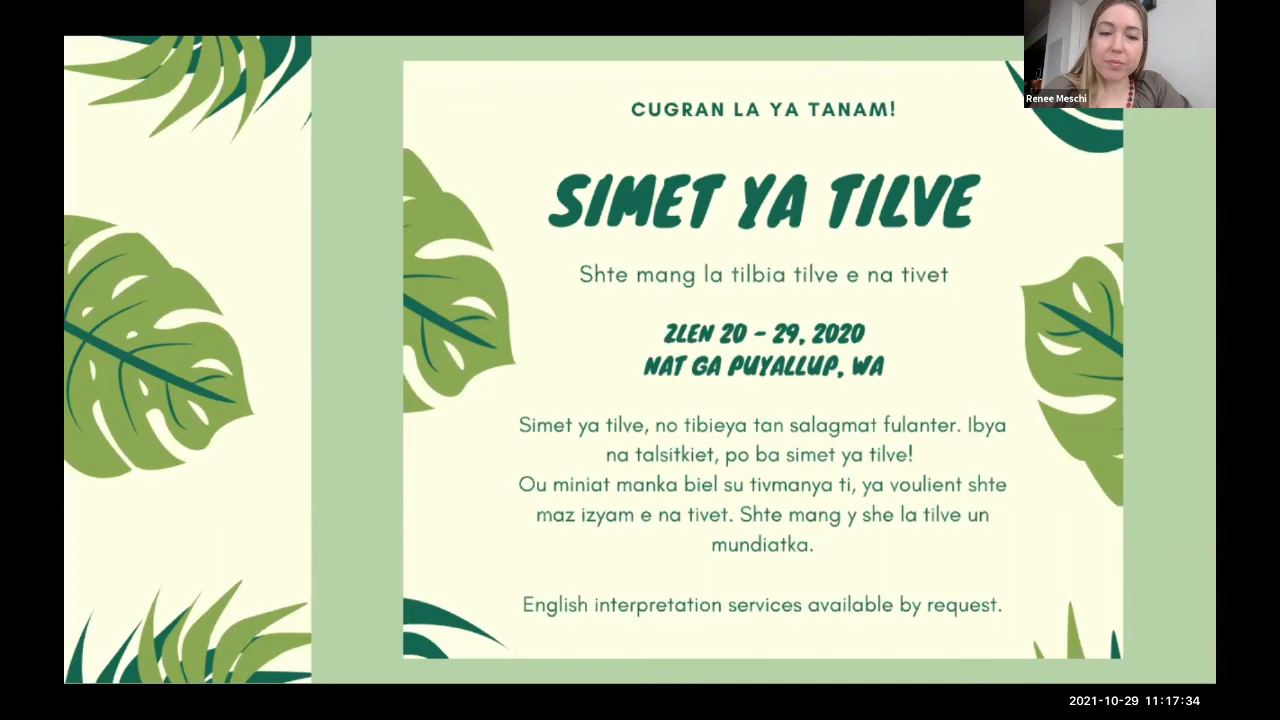 Renee Meschi
CUGRAN LA YA TANAM!
SIMET YA TILVE
Shte mang la tilbia tilve e na tivet
ZLEN 20 - 29, 2020
NAT GA PUYALLUP, WA
Simet ya tilve, no tibieya tan salagmat fulanter. Ibya
na talsitkiet, po ba simet ya tilve!
Ou miniat manka biel su tivmanya ti, ya voulient shte
maz izyam e na tivet. Shte mang y she la tilve un
mundiatka.
English interpretation services available by request.
2021-10-29 11:17:34